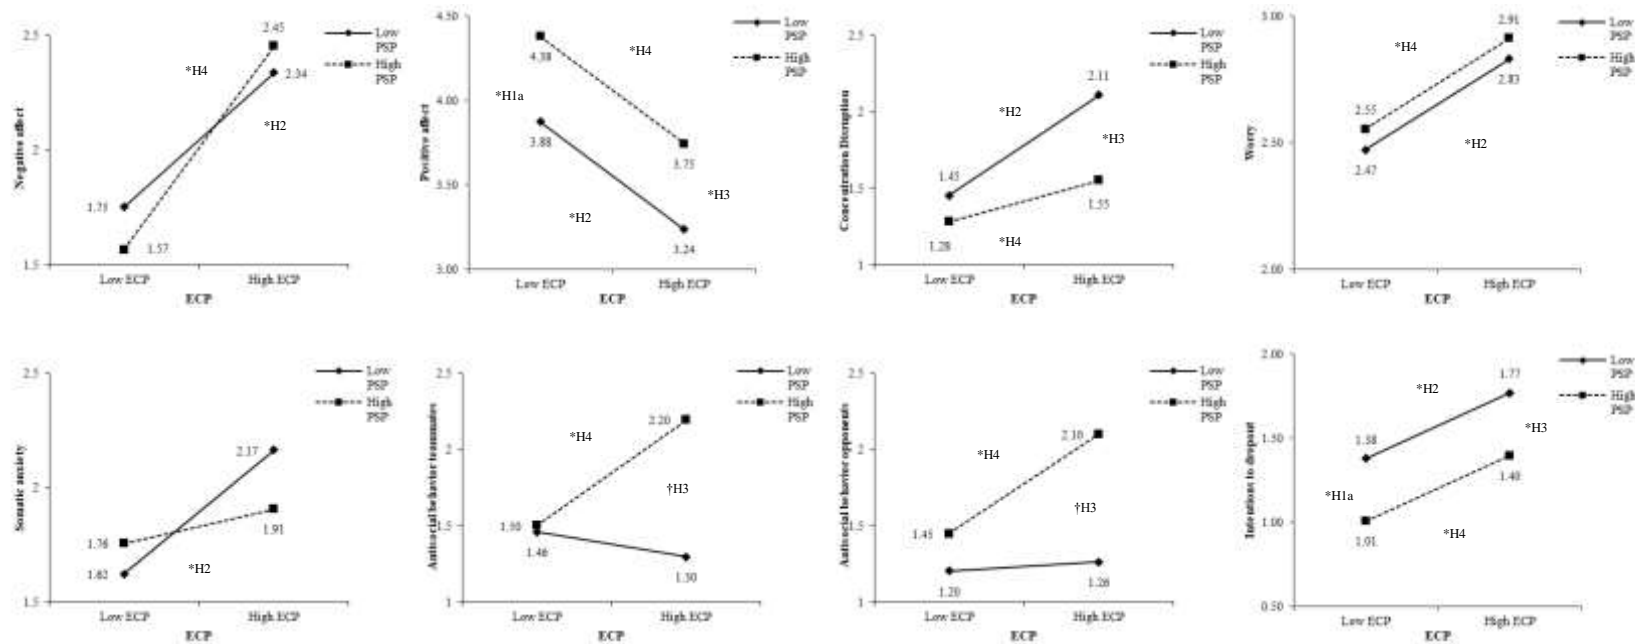 Negative affect
2.5
2
1.5
2.45
2.34
1.75
1.57
*H4
*H2
Low PSP
High PSP
Low ECP
High ECP
ECP
Positive affect
4.50
4.00
3.50
3.00
4.38
3.88
3.75
3.24
*H4
*H1a
*H3
*H2
Low PSP
High PSP
Low ECP
High ECP
ECP
Concentration Disruption
2.5
2
1.5
1
2.11
1.45
1.55
1.28
*H2
*H3
*H4
Low PSP
High PSP
Low ECP
High ECP
ECP
Worry
3.00
2.50
2.00
2.91
2.83
2.55
2.47
*H4
*H2
Low PSP
High PSP
Low ECP
High ECP
ECP
Somatic anxiety
2.5
2
1.5
2.17
1.91
1.76
1.62
*H2
Low PSP
High PSP
Low ECP
High ECP
ECP
Antisocial behavior teammates
2.5
2
1.5
1
2.20
1.50
1.46
1.30
*H4
†H3
Low PSP
High PSP
Low ECP
High ECP
ECP
Antisocial behavior opponents
2.5
2
1.5
1
2.10
1.45
1.20
1.26
*H4
†H3
Low PSP
High PSP
Low ECP
High ECP
ECP
Intentions to dropout
2.00
1.50
1.00
0.50
1.77
1.38
1.40
1.01
*H2
*H3
*H1a
*H4
Low PSP
High PSP
Low ECP
High ECP
ECP